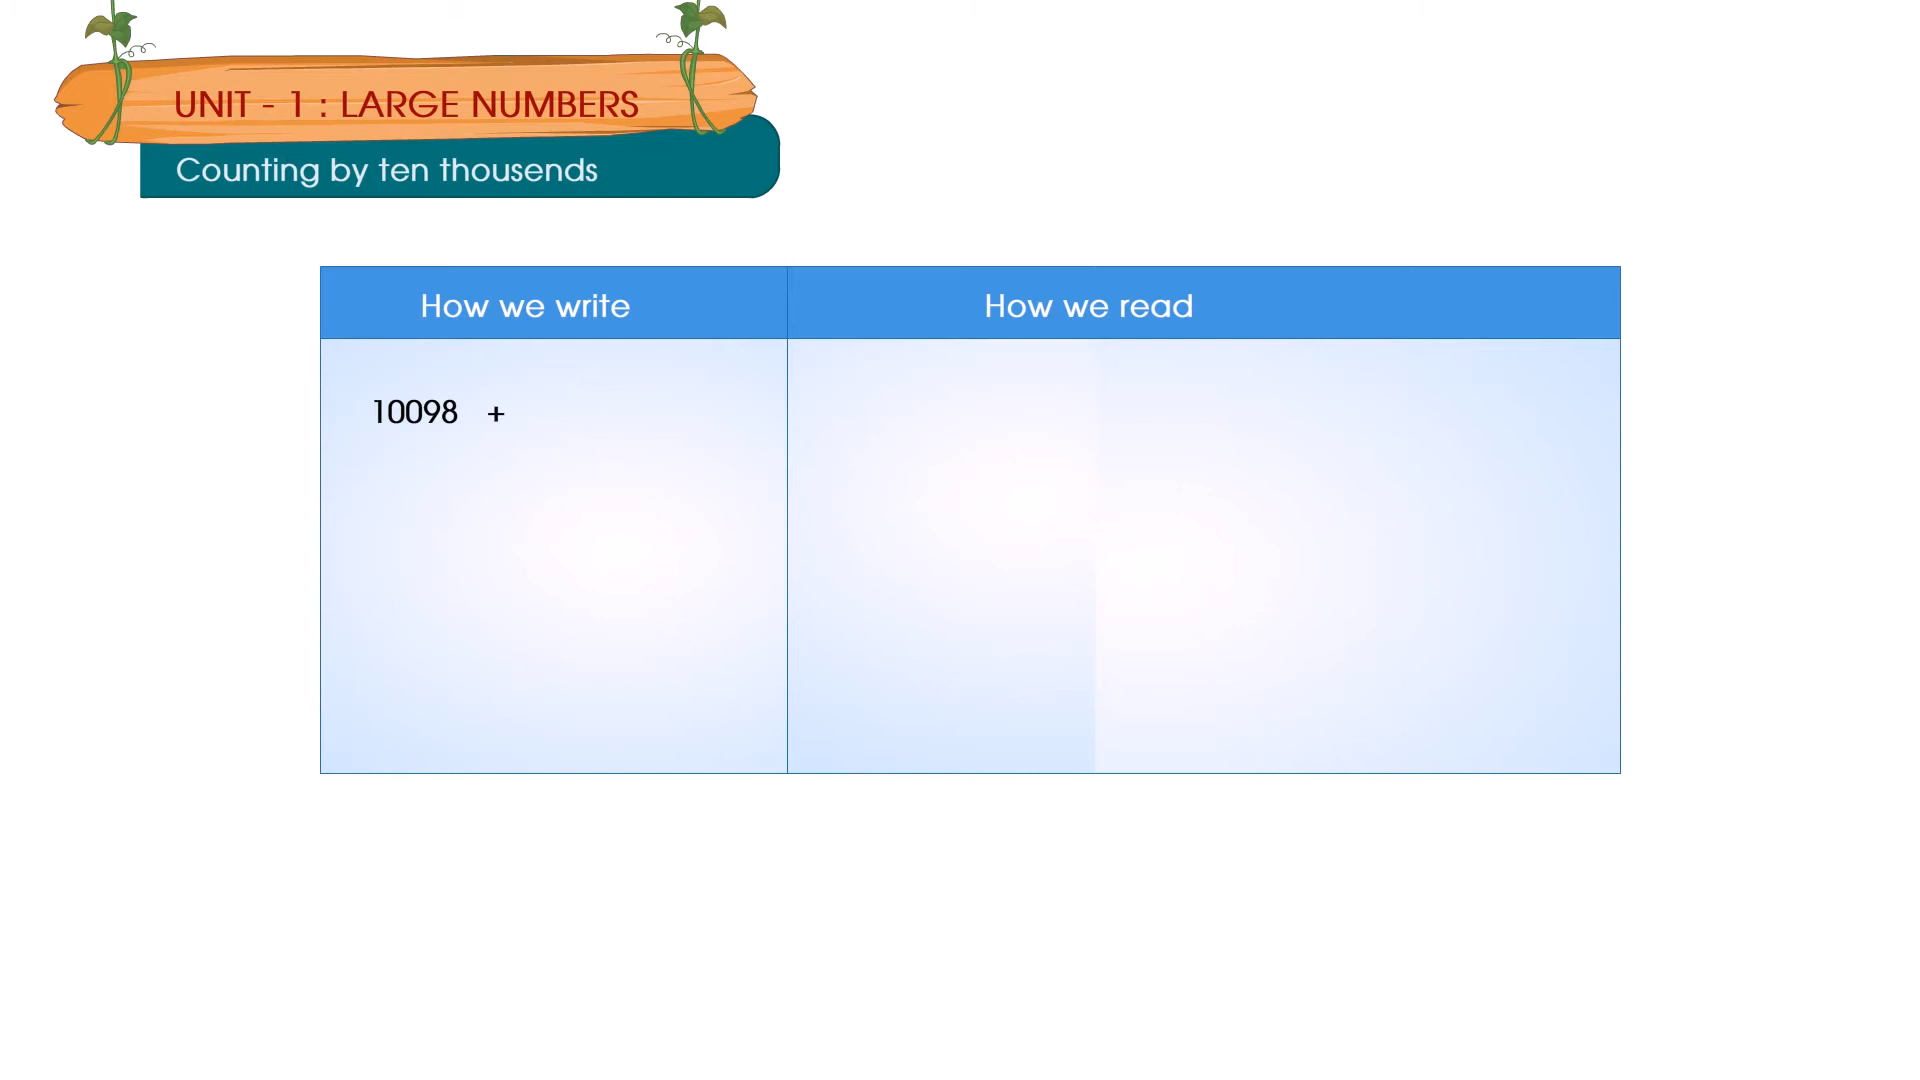 UNIT - 1 : LARGE NUMBERS
Counting by ten thousends
How we write
How we read
10098 +